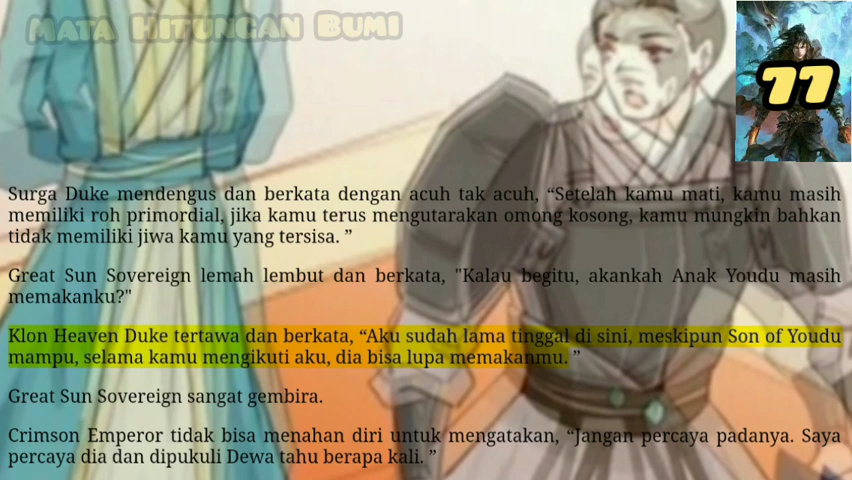 Mata Hitungan Bumi
77
Surga Duke mendengus dan berkata dengan acuh tak acuh, “Setelah kamu mati, kamu masih
memiliki roh primordial, jika kamu terus mengutarakan omong kosong, kamu mungkin bahkan
tidak memiliki jiwa kamu yang tersisa. ”
Great Sun Sovereign lemah lembut dan berkata, "Kalau begitu, akankah Anak Youdu masih
memakanku?"
Klon Heaven Duke tertawa dan berkata, “Aku sudah lama tinggal di sini, meskipun Son of Youdu
mampu, selama kamu mengikuti aku, dia bisa lupa memakanmu. ”
Great Sun Sovereign sangat gembira.
Crimson Emperor tidak bisa menahan diri untuk mengatakan, “Jangan percaya padanya. Saya
percaya dia dan dipukuli Dewa tahu berapa kali. ”